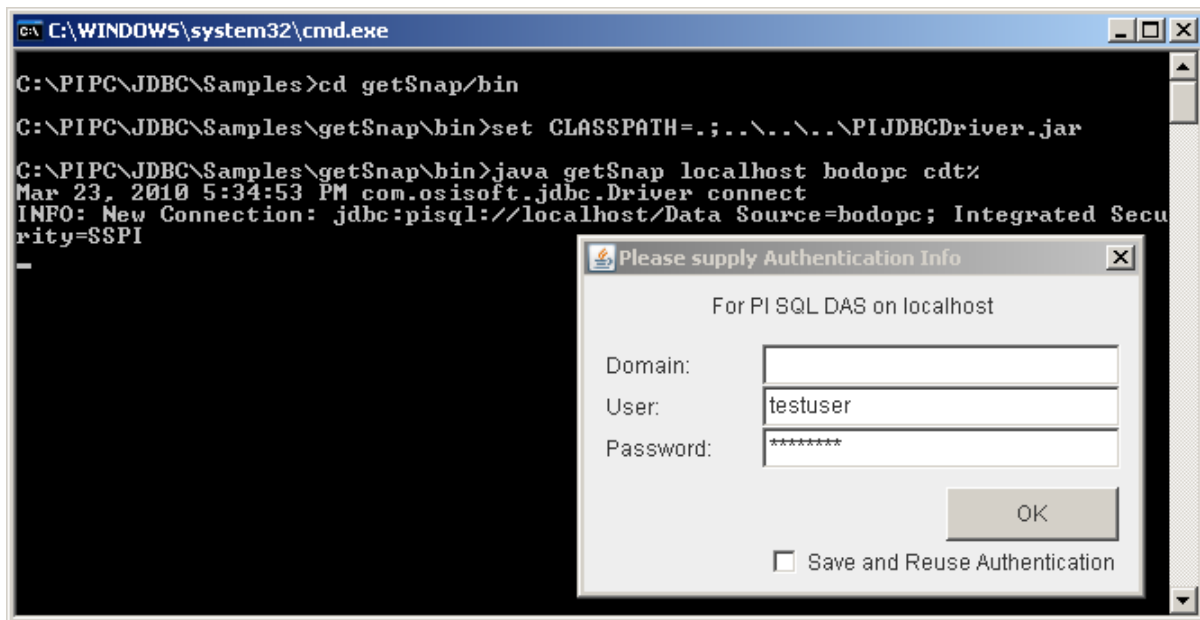 C:\WINDOWS\system32\cmd.exe
C:\PIPC\JDBC\Samples>cd getSnap/bin
C:\PIPC\JDBC\Samples\getSnap\bin>set CLASSPATH=.;..\..\..\PIJDBCDriver.jar
C:\PIPC\JDBC\Samples\getSnap\bin>java getSnap localhost bodopc cdt%
Mar 23, 2010 5:34:53 PM com.osisoft.jdbc.Driver connect
INFO: New Connection: jdbc:pisql://localhost/Data Source=bodopc; Integrated Secu
rity=SSPI
Please supply Authentication Info
For PI SQL DAS on localhost
Domain:
User: testuser
Password: ********
OK
Save and Reuse Authentication